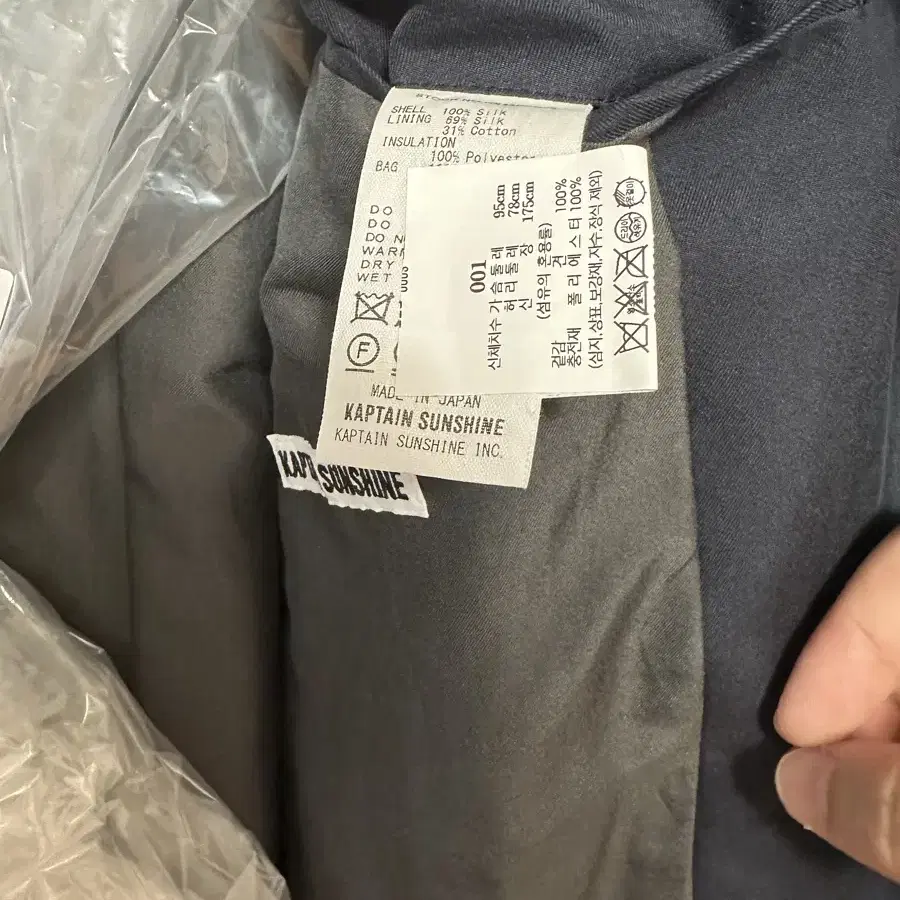 SHELL 100% Silk
LINING 69% Silk
31% Cotton
INSULATION
100% Polyester
BAG
DO
DO
DO
DRY
WET
F
MADE IN JAPAN
KAPTAIN SUNSHINE
KAPTAIN SUNSHINE INC.
SUNSHINE
001
신체치수 가슴둘레 95cm
허리둘레 78cm
신 장 175cm
(섬유의 혼용률)
겉감 견 100%
충전재 폴리에스터 100%
(심지,상표,보강재,자수,장식 제외)